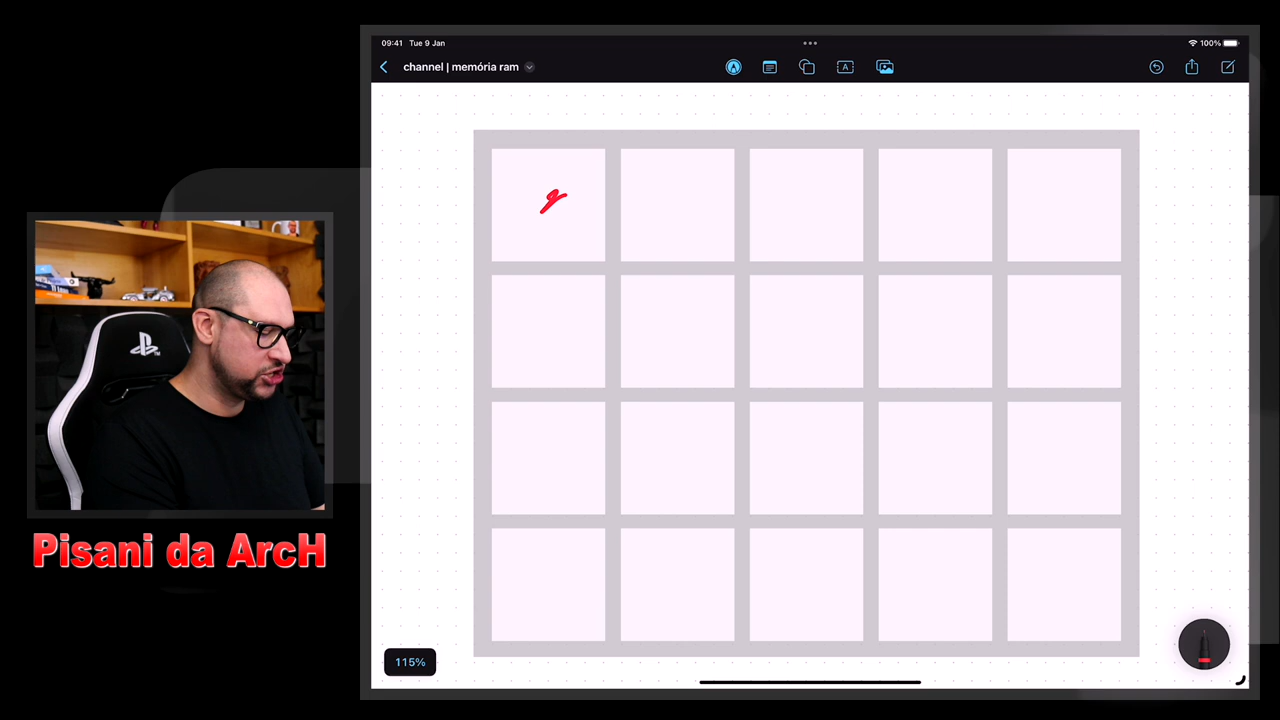 09:41 Tue 9 Jan
100%
channel | memória ram
A
Pisani da ArcH
115%